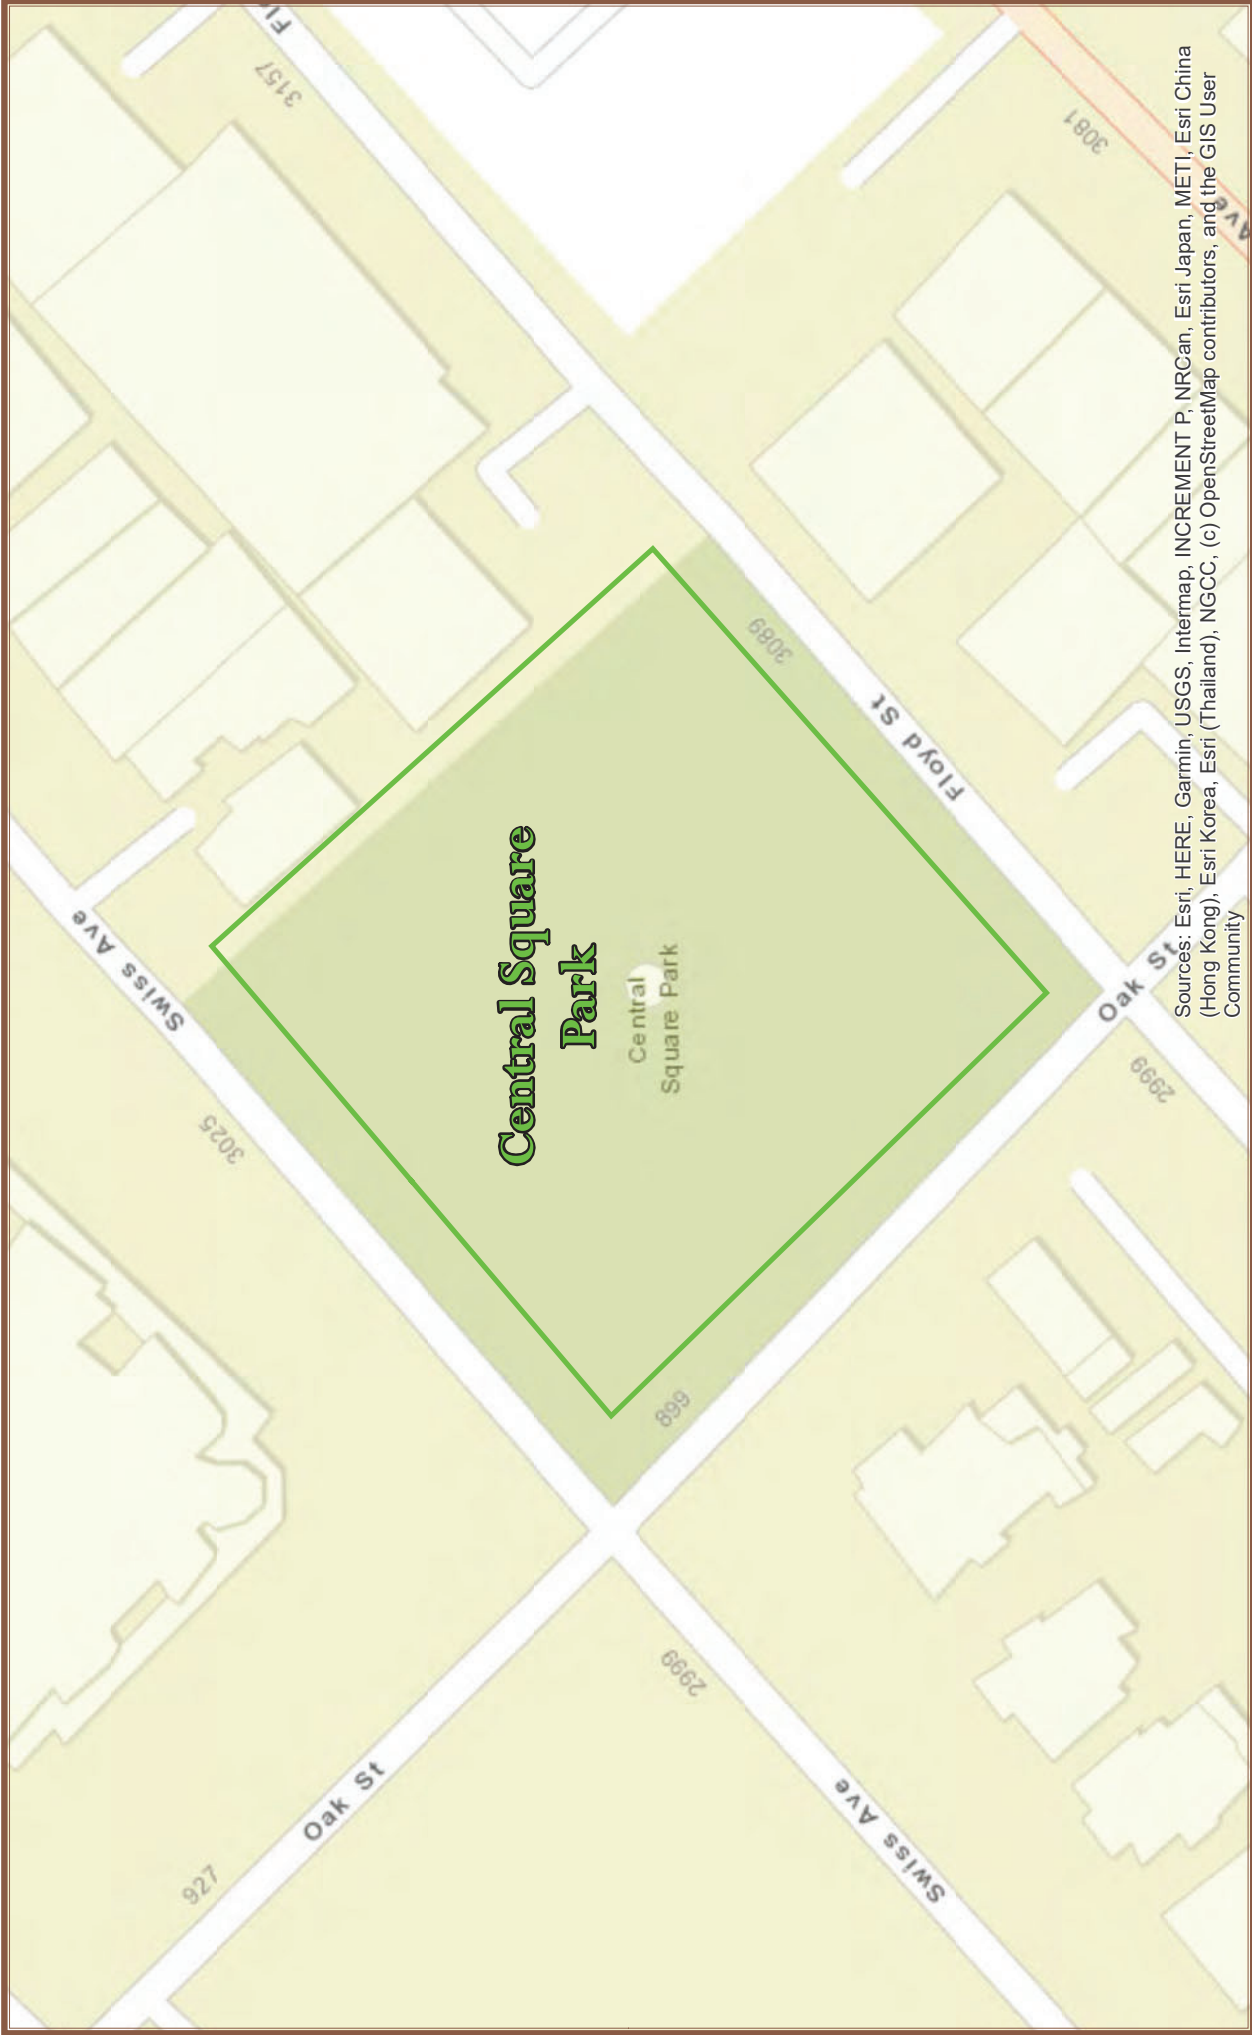 Central Square
Park
Central
Square Park
Swiss Ave
3025
3157
3089
Floyd St
3081
Ave
Oak St
2999
899
2999
Oak St
927
Swiss Ave
Sources: Esri, HERE, Garmin, USGS, Intermap, INCREMENT P, NRCan, Esri Japan, METI, Esri China
(Hong Kong), Esri Korea, Esri (Thailand), NGCC, (c) OpenStreetMap contributors, and the GIS User
Community